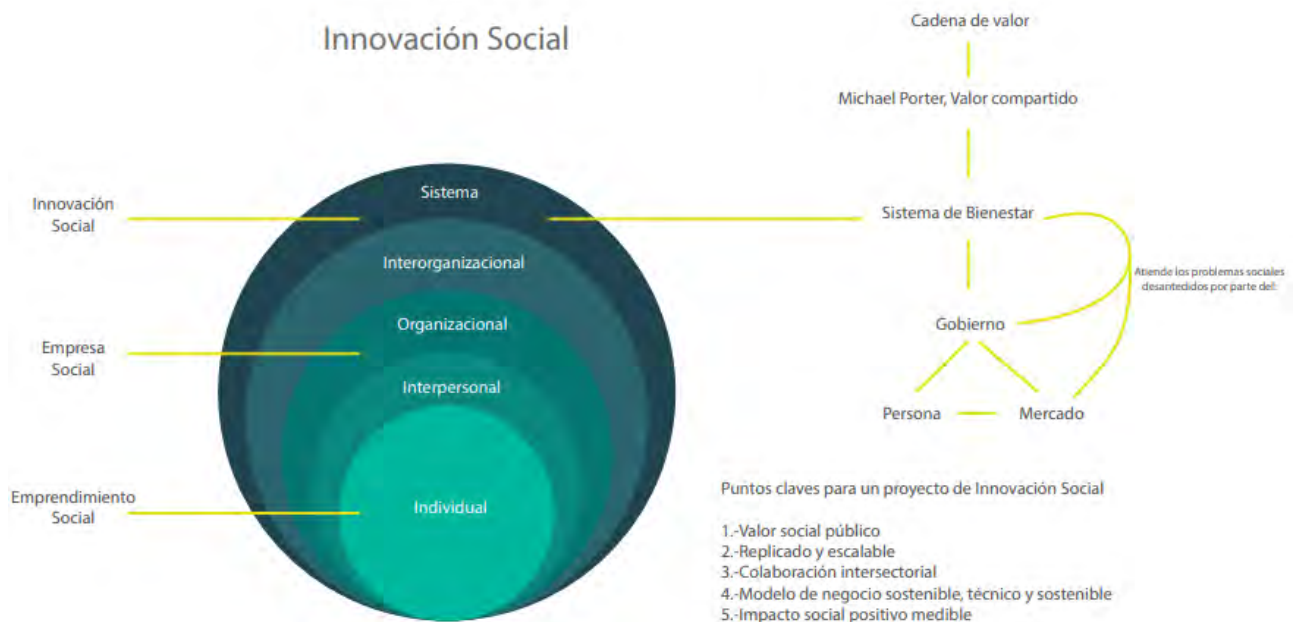 Innovación Social
Innovación
Social
Empresa
Social
Emprendimiento
Social
Sistema
Interorganizacional
Organizacional
Interpersonal
Individual
Cadena de valor
Michael Porter, Valor compartido
Sistema de Bienestar
Atiende los problemas sociales
desantedidos por parte del:
Gobierno
Persona
Mercado
Puntos claves para un proyecto de Innovación Social
1.-Valor social público
2.-Replicado y escalable
3.-Colaboración intersectorial
4.-Modelo de negocio sostenible, técnico y sostenible
5.-Impacto social positivo medible